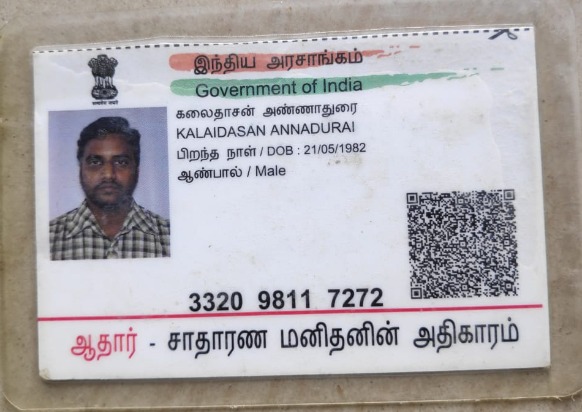 இந்திய அரசாங்கம்
Government of India
கலைதாசன் அண்ணாதுரை
KALAIDASAN ANNADURAI
பிறந்த நாள் / DOB : 21/05/1982
ஆண்பால் / Male
3320 9811 7272
ஆதார் - சாதாரண மனிதனின் அதிகாரம்